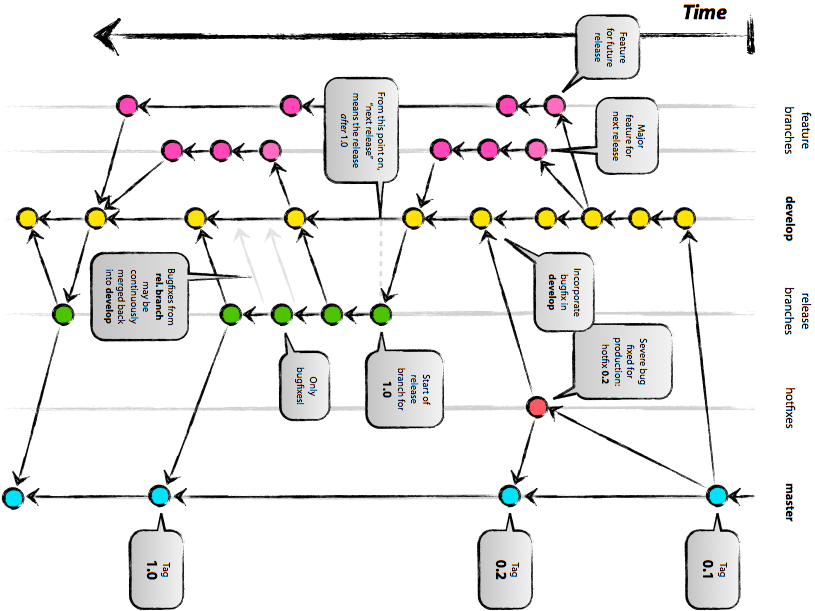 Time
feature
branches
develop
release
branches
hotfixes
master
Feature
for future
release
Major
feature for
next release
From this point on,
“next release”
means the release
after 1.0
Incorporate
bugfix in
develop
Severe bug
fixed for
production:
hotfix 0.2
Bugfixes from
rel. branch
may be
continuously
merged back
into develop
Only
bugfixes!
Start of
release
branch for
1.0
Tag
0.1
Tag
0.2
Tag
1.0